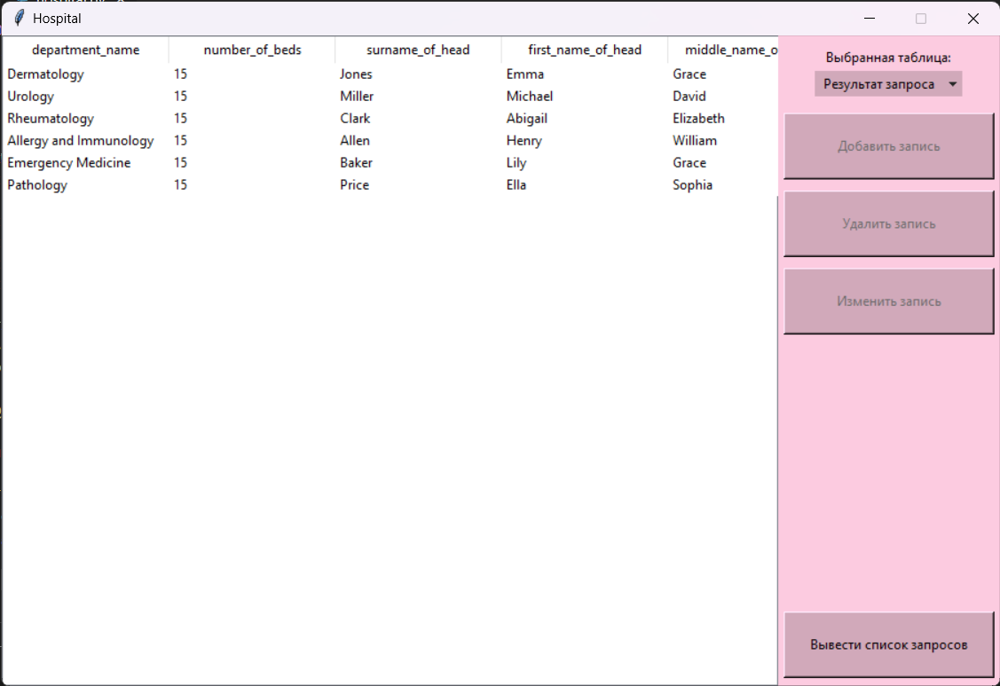 Hospital
department_name number_of_beds surname_of_head first_name_of_head middle_name_o
Dermatology 15 Jones Emma Grace
Urology 15 Miller Michael David
Rheumatology 15 Clark Abigail Elizabeth
Allergy and Immunology 15 Allen Henry William
Emergency Medicine 15 Baker Lily Grace
Pathology 15 Price Ella Sophia
Выбранная таблица:
Результат запроса
Добавить запись
Удалить запись
Изменить запись
Вывести список запросов